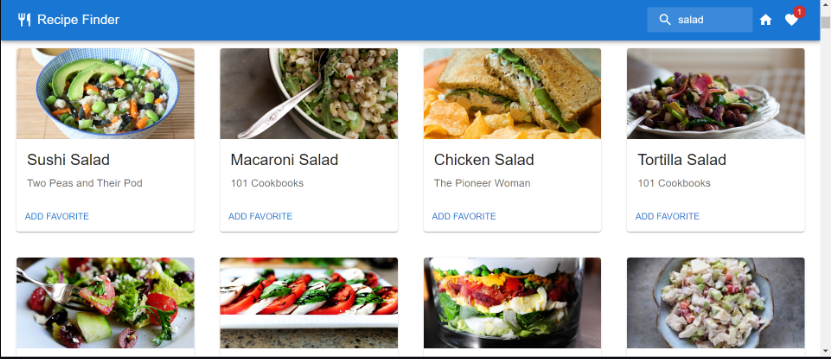 Recipe Finder
salad
1
Sushi Salad
Two Peas and Their Pod
ADD FAVORITE
Macaroni Salad
101 Cookbooks
ADD FAVORITE
Chicken Salad
The Pioneer Woman
ADD FAVORITE
Tortilla Salad
101 Cookbooks
ADD FAVORITE